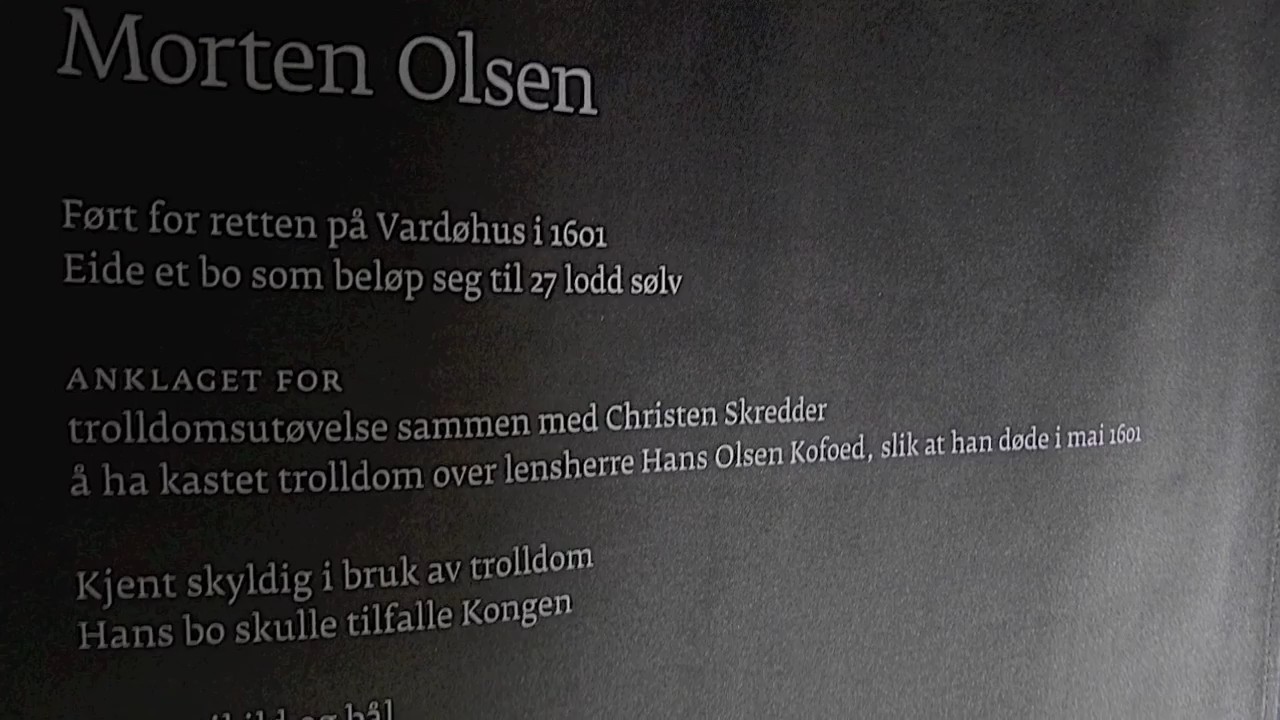 Morten Olsen
Ført for retten på Vardøhus i 1601
Eide et bo som beløp seg til 27 lodd sølv
ANKLAGET FOR
trolldomsutøvelse sammen med Christen Skredder
å ha kastet trolldom over lensherre Hans Olsen Kofoed, slik at han døde i mai 1601
Kjent skyldig i bruk av trolldom
Hans bo skulle tilfalle Kongen
og bål